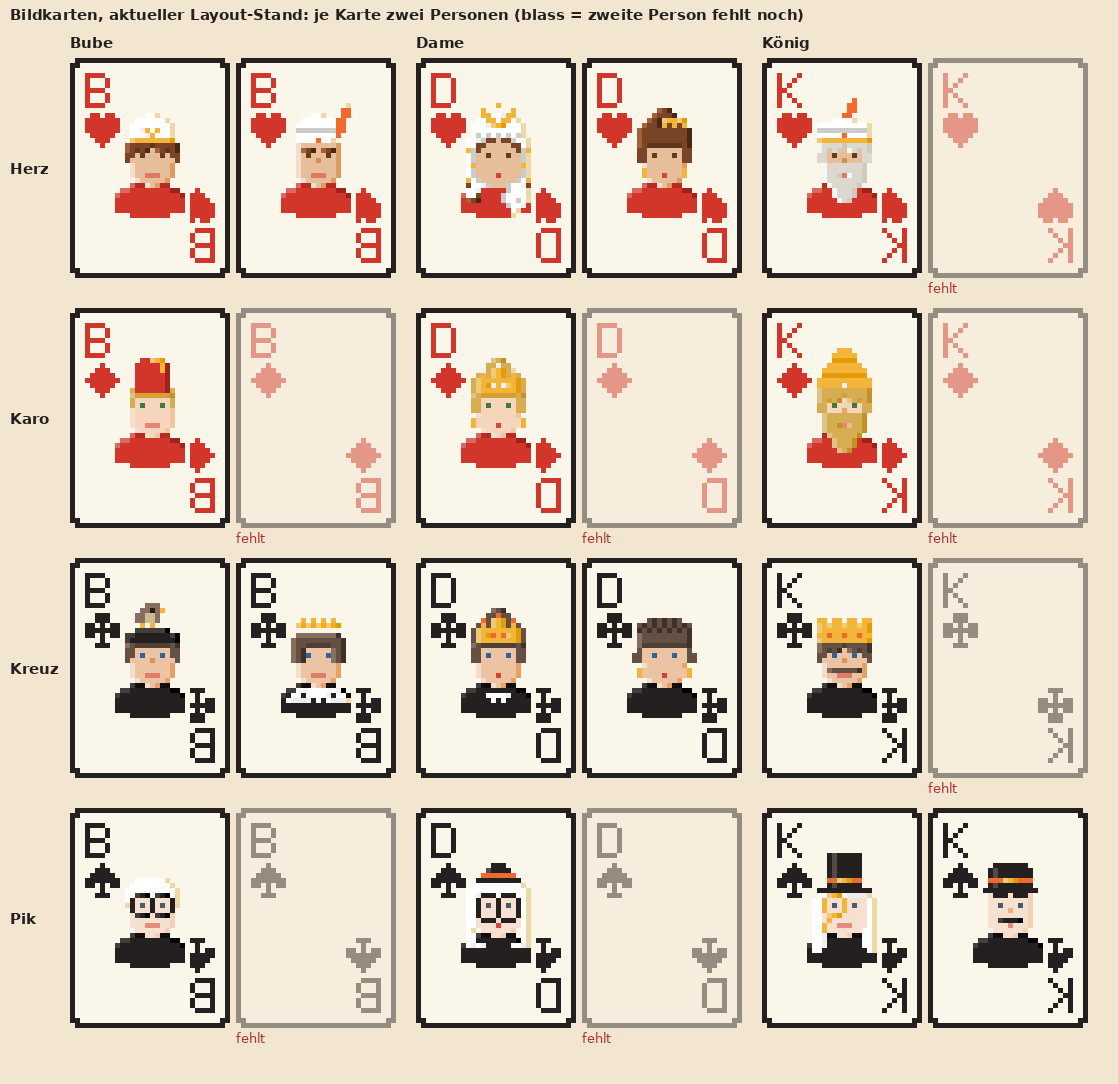 Bildkarten, aktueller Layout-Stand: je Karte zwei Personen (blass = zweite Person fehlt noch)
Bube Dame König
B B D D K K
Herz
B B D D K K
fehlt
B B D D K K
Karo
B B D D K K
fehlt fehlt fehlt
B B D D K K
Kreuz
B B D D K K
fehlt
B B D D K K
Pik
B B D D K K
fehlt fehlt